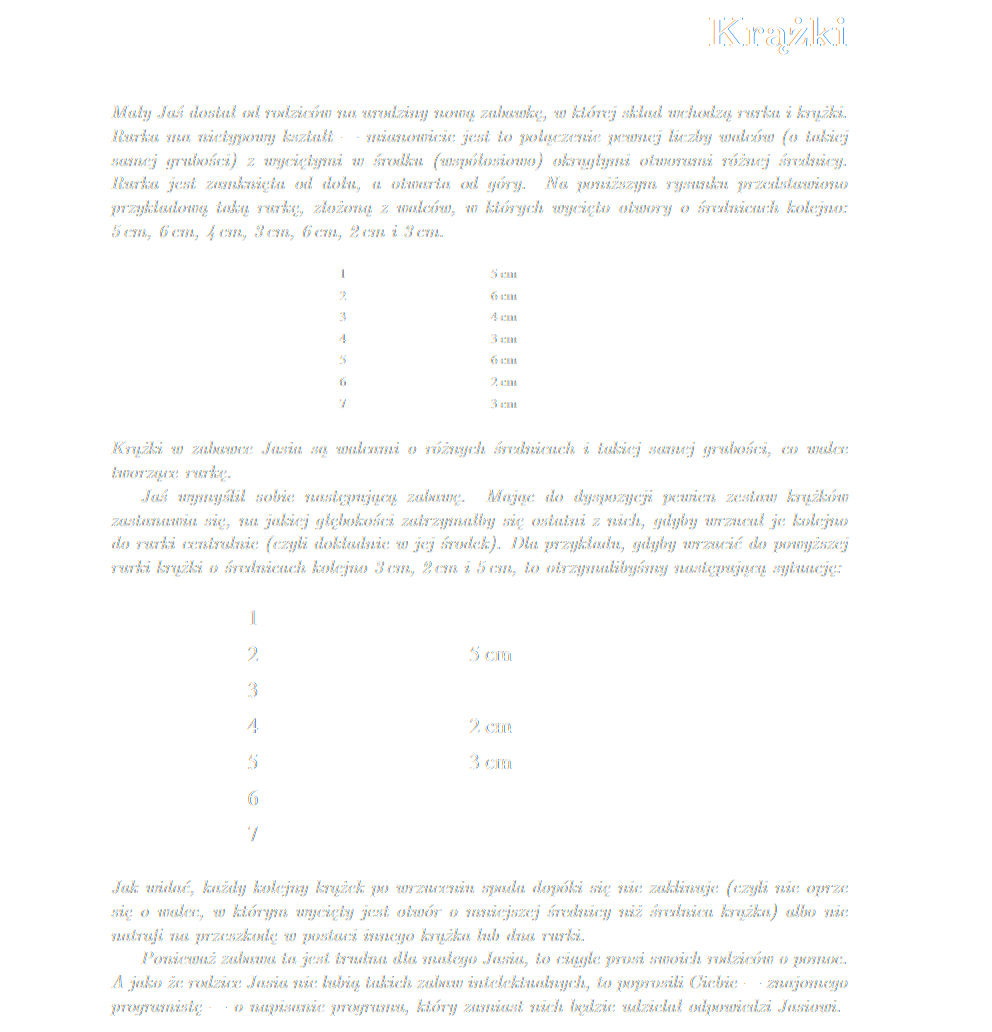 Krążki
Mały Jaś dostał od rodziców na urodziny nową zabawkę, w której skład wchodzą rurka i krążki.
Rurka ma nietypowy kształt — mianowicie jest to połączenie pewnej liczby walców (o takiej
samej grubości) z wyciętymi w środku (współosiowo) okrągłymi otworami różnej średnicy.
Rurka jest zamknięta od dołu, a otwarta od góry. Na poniższym rysunku przedstawiono
przykładową taką rurkę, złożoną z walców, w których wycięto otwory o średnicach kolejno:
5 cm, 6 cm, 4 cm, 3 cm, 6 cm, 2 cm i 3 cm.
1 5 cm
2 6 cm
3 4 cm
4 3 cm
5 6 cm
6 2 cm
7 3 cm
Krążki w zabawce Jasia są walcami o różnych średnicach i takiej samej grubości, co walce
tworzące rurkę.
Jaś wymyślił sobie następującą zabawę. Mając do dyspozycji pewien zestaw krążków
zastanawia się, na jakiej głębokości zatrzymałby się ostatni z nich, gdyby wrzucał je kolejno
do rurki centralnie (czyli dokładnie w jej środek). Dla przykładu, gdyby wrzucić do powyższej
rurki krążki o średnicach kolejno 3 cm, 2 cm i 5 cm, to otrzymalibyśmy następującą sytuację:
1
2 5 cm
3
4 2 cm
5 3 cm
6
7
Jak widać, każdy kolejny krążek po wrzuceniu spada dopóki się nie zaklinuje (czyli nie oprze
się o walec, w którym wycięty jest otwór o mniejszej średnicy niż średnica krążka) albo nie
natrafi na przeszkodę w postaci innego krążka lub dna rurki.
Ponieważ zabawa ta jest trudna dla małego Jasia, to ciągle prosi swoich rodziców o pomoc.
A jako że rodzice Jasia nie lubią takich zabaw intelektualnych, to poprosili Ciebie — znajomego
programistę — o napisanie programu, który zamiast nich będzie udzielał odpowiedzi Jasiowi.